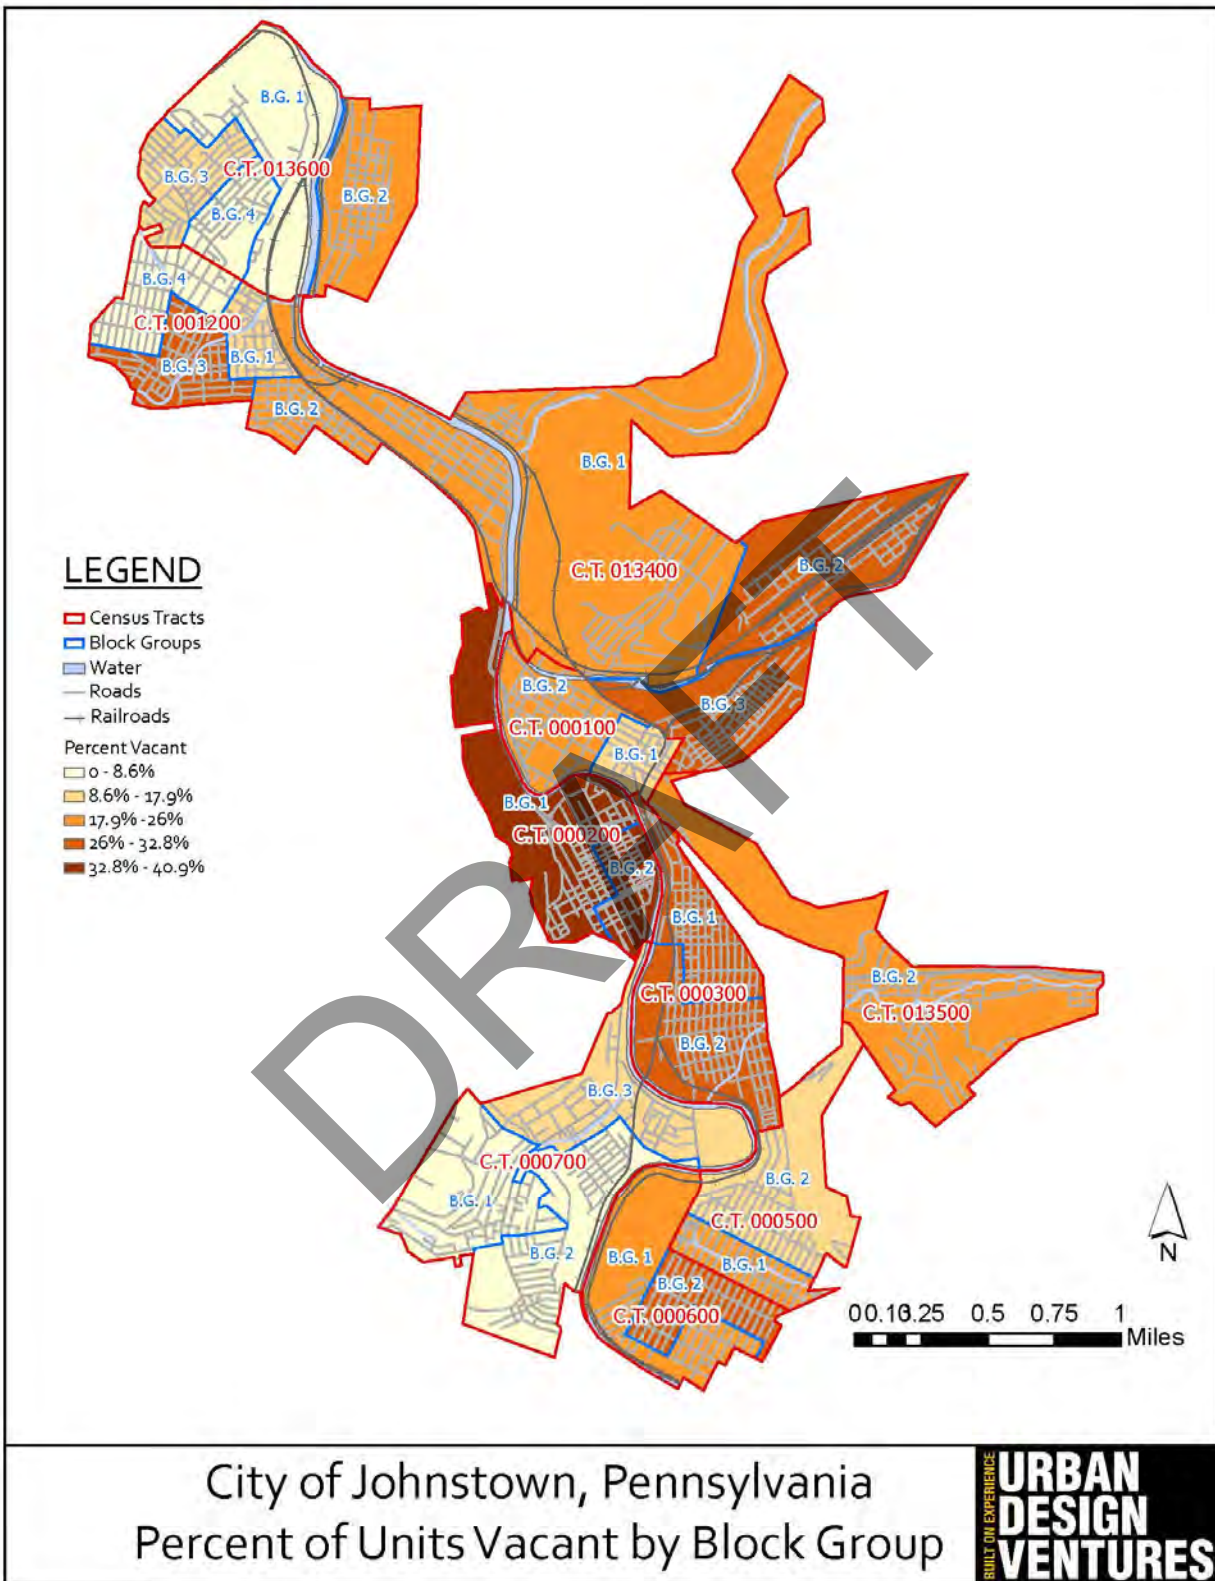 B.G. 1
C.T. 013600
B.G. 3
B.G. 2
B.G. 4
B.G. 4
C.T. 001200
B.G. 3
B.G. 1
B.G. 2
B.G. 1
C.T. 013400
B.G. 2
B.G. 2
B.G. 3
C.T. 000100
B.G. 1
B.G. 1
C.T. 000200
B.G. 2
B.G. 1
B.G. 2
C.T. 000300
C.T. 013500
B.G. 2
B.G. 3
C.T. 000700
B.G. 1
B.G. 2
B.G. 2
C.T. 000500
B.G. 1
B.G. 1
B.G. 2
C.T. 000600
DRAFT
LEGEND
Census Tracts
Block Groups
Water
Roads
Railroads
Percent Vacant
0 - 8.6%
8.6% - 17.9%
17.9% -26%
26% - 32.8%
32.8% - 40.9%
N
0 0.13 0.25 0.5 0.75 1
Miles
City of Johnstown, Pennsylvania
Percent of Units Vacant by Block Group
BUILT ON EXPERIENCE
URBAN
DESIGN
VENTURES